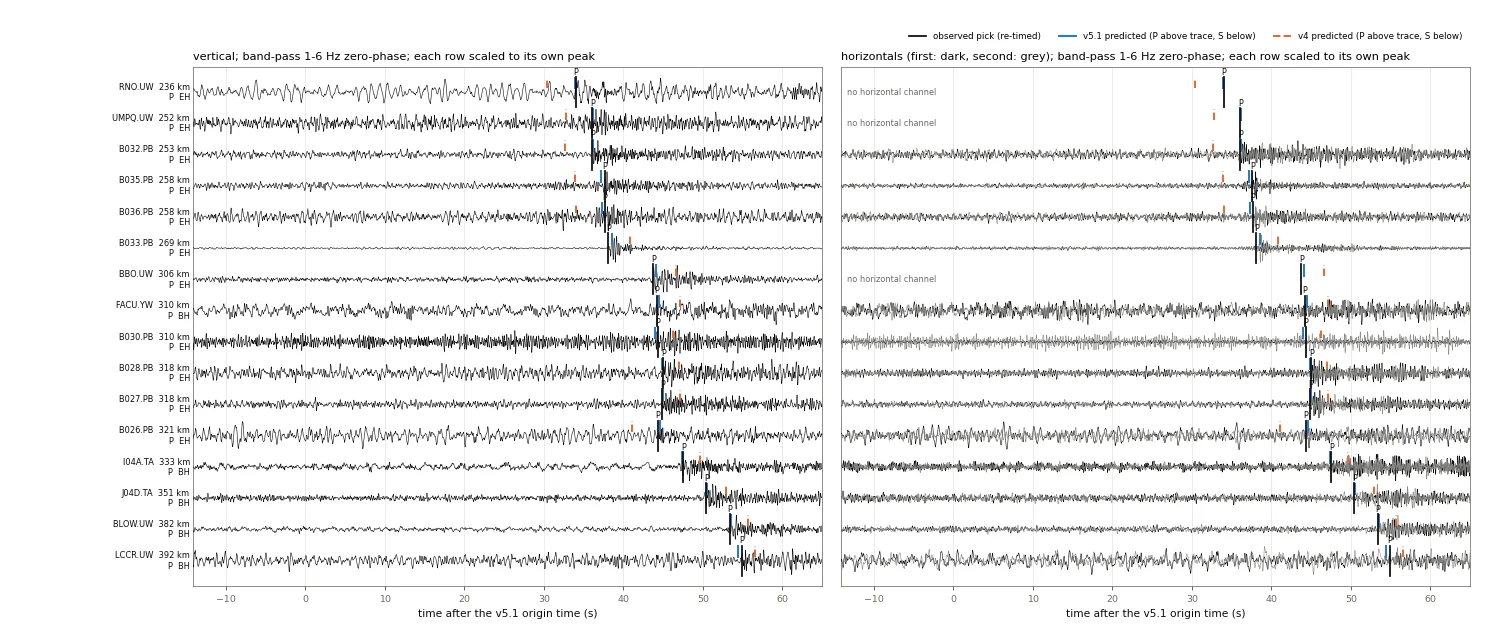 observed pick (re-timed) v5.1 predicted (P above trace, S below) v4 predicted (P above trace, S below)
vertical; band-pass 1-6 Hz zero-phase; each row scaled to its own peak
horizontals (first: dark, second: grey); band-pass 1-6 Hz zero-phase; each row scaled to its own peak
RNO.UW 236 km
P EH
UMPQ.UW 252 km
P EH
B032.PB 253 km
P EH
B035.PB 258 km
P EH
B036.PB 258 km
P EH
B033.PB 269 km
P EH
BBO.UW 306 km
P EH
FACU.YW 310 km
P BH
B030.PB 310 km
P EH
B028.PB 318 km
P EH
B027.PB 318 km
P EH
B026.PB 321 km
P EH
I04A.TA 333 km
P BH
J04D.TA 351 km
P BH
BLOW.UW 382 km
P BH
LCCR.UW 392 km
P BH
P
P
P
P
P
P
P
P
P
P
P
P
P
P
−10 0 10 20 30 40 50 60
time after the v5.1 origin time (s)
no horizontal channel
no horizontal channel
no horizontal channel
P
P
P
P
P
P
P
P
P
P
P
P
P
P
−10 0 10 20 30 40 50 60
time after the v5.1 origin time (s)